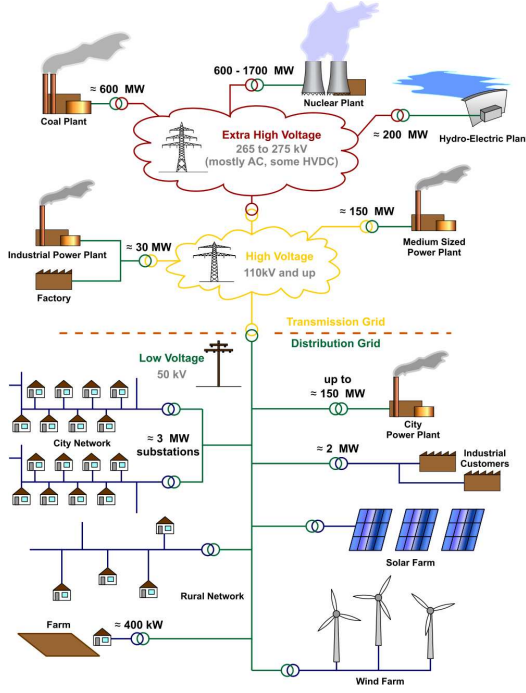 ≈ 600 MW
Coal Plant
600 - 1700 MW
Nuclear Plant
Extra High Voltage
265 to 275 kV
(mostly AC, some HVDC)
≈ 200 MW
Hydro-Electric Plan
≈ 150 MW
Medium Sized
Power Plant
≈ 30 MW
Industrial Power Plant
Factory
High Voltage
110kV and up
Transmission Grid
Distribution Grid
Low Voltage
50 kV
up to
≈ 150 MW
City
Power Plant
City Network
≈ 3 MW
substations
≈ 2 MW
Industrial
Customers
Solar Farm
Rural Network
Farm
≈ 400 kW
Wind Farm